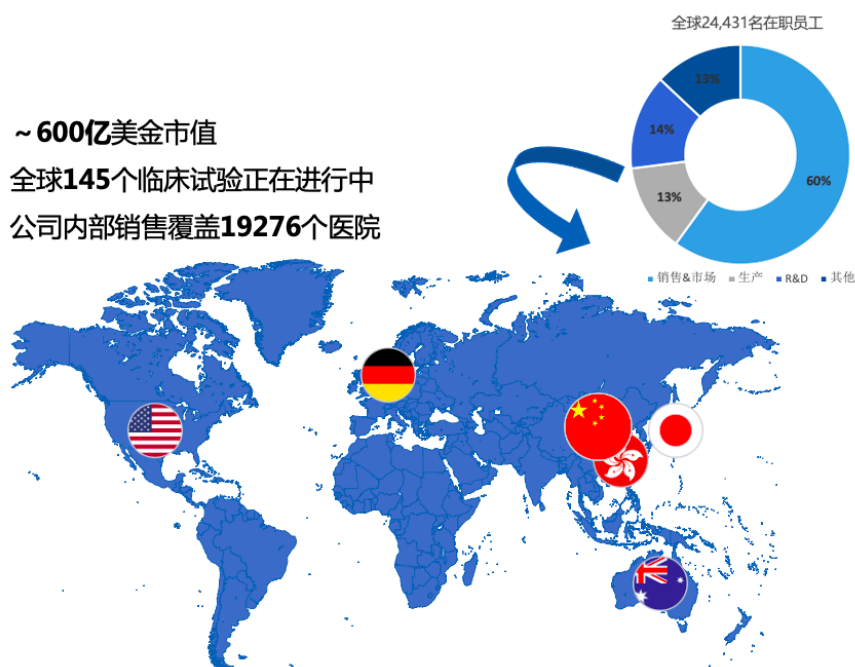 全球24,431名在职员工
13%
14%
13%
60%
销售&市场 生产 R&D 其他
～600亿美金市值
全球145个临床试验正在进行中
公司内部销售覆盖19276个医院